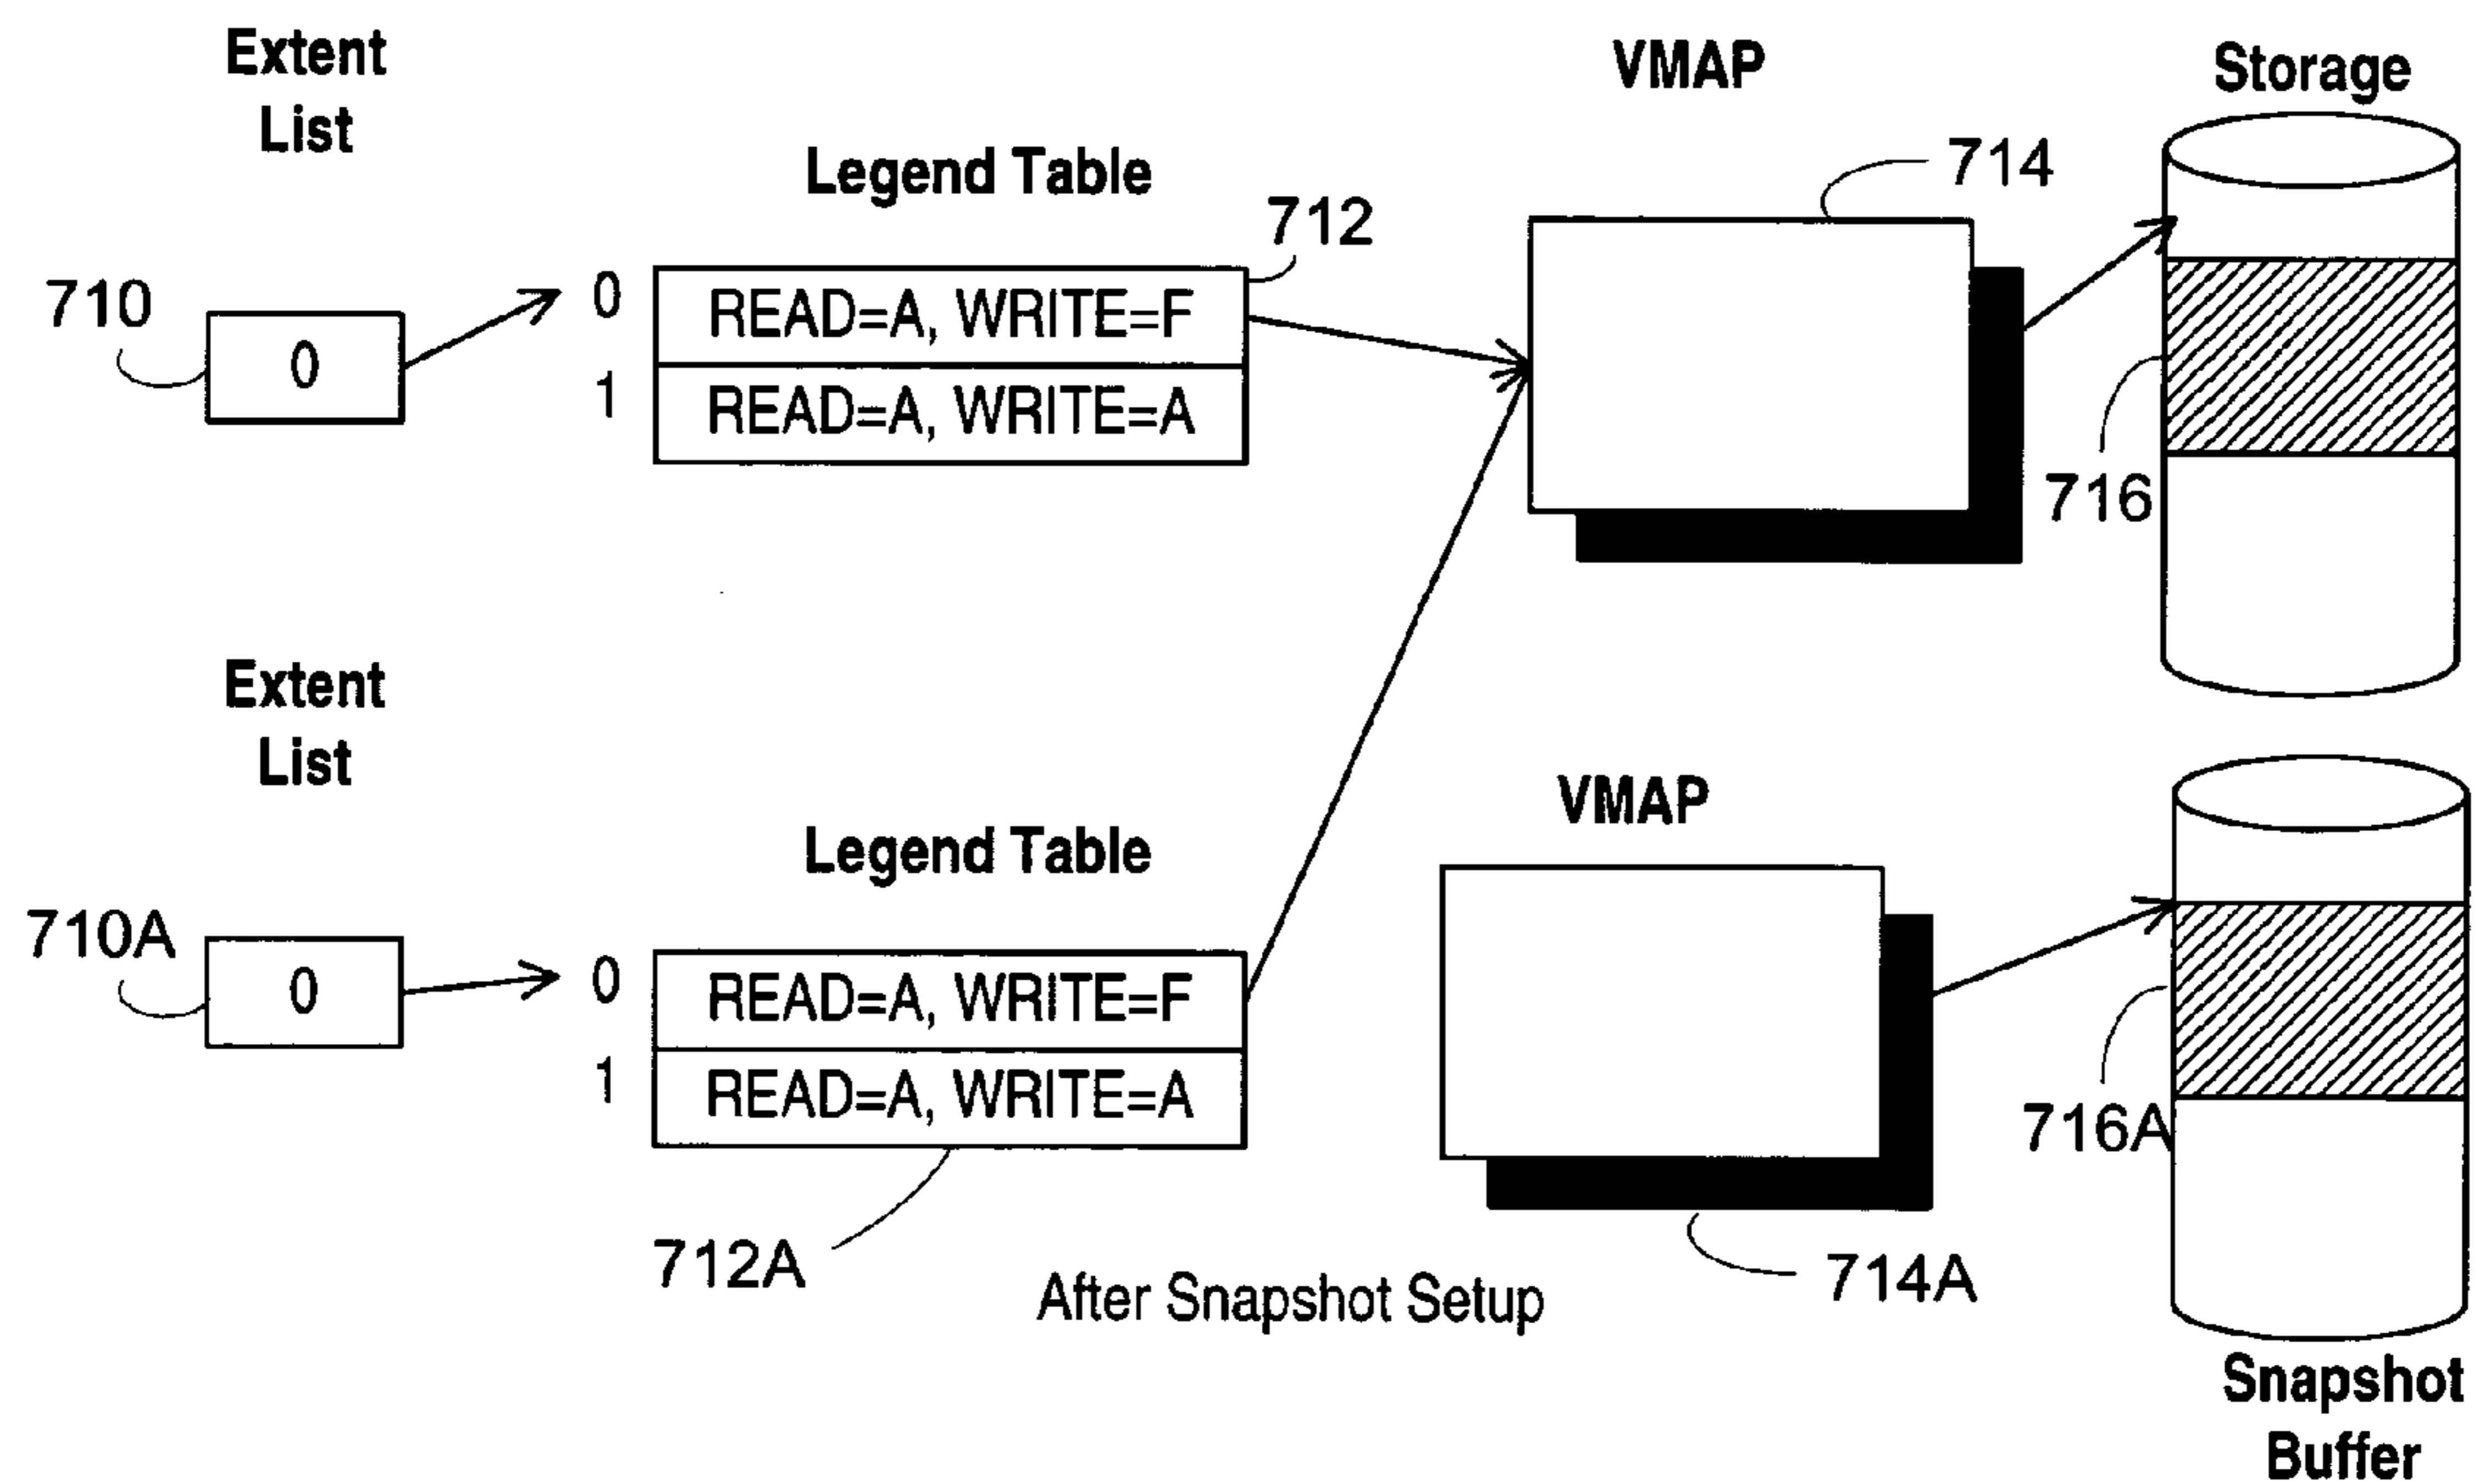 Extent
List
Legend Table
VMAP
Storage
714
712
710
0
0
READ=A, WRITE=F
1
READ=A, WRITE=A
716
Extent
List
Legend Table
VMAP
710A
0
0
READ=A, WRITE=F
1
READ=A, WRITE=A
716A
712A
714A
After Snapshot Setup
Snapshot
Buffer